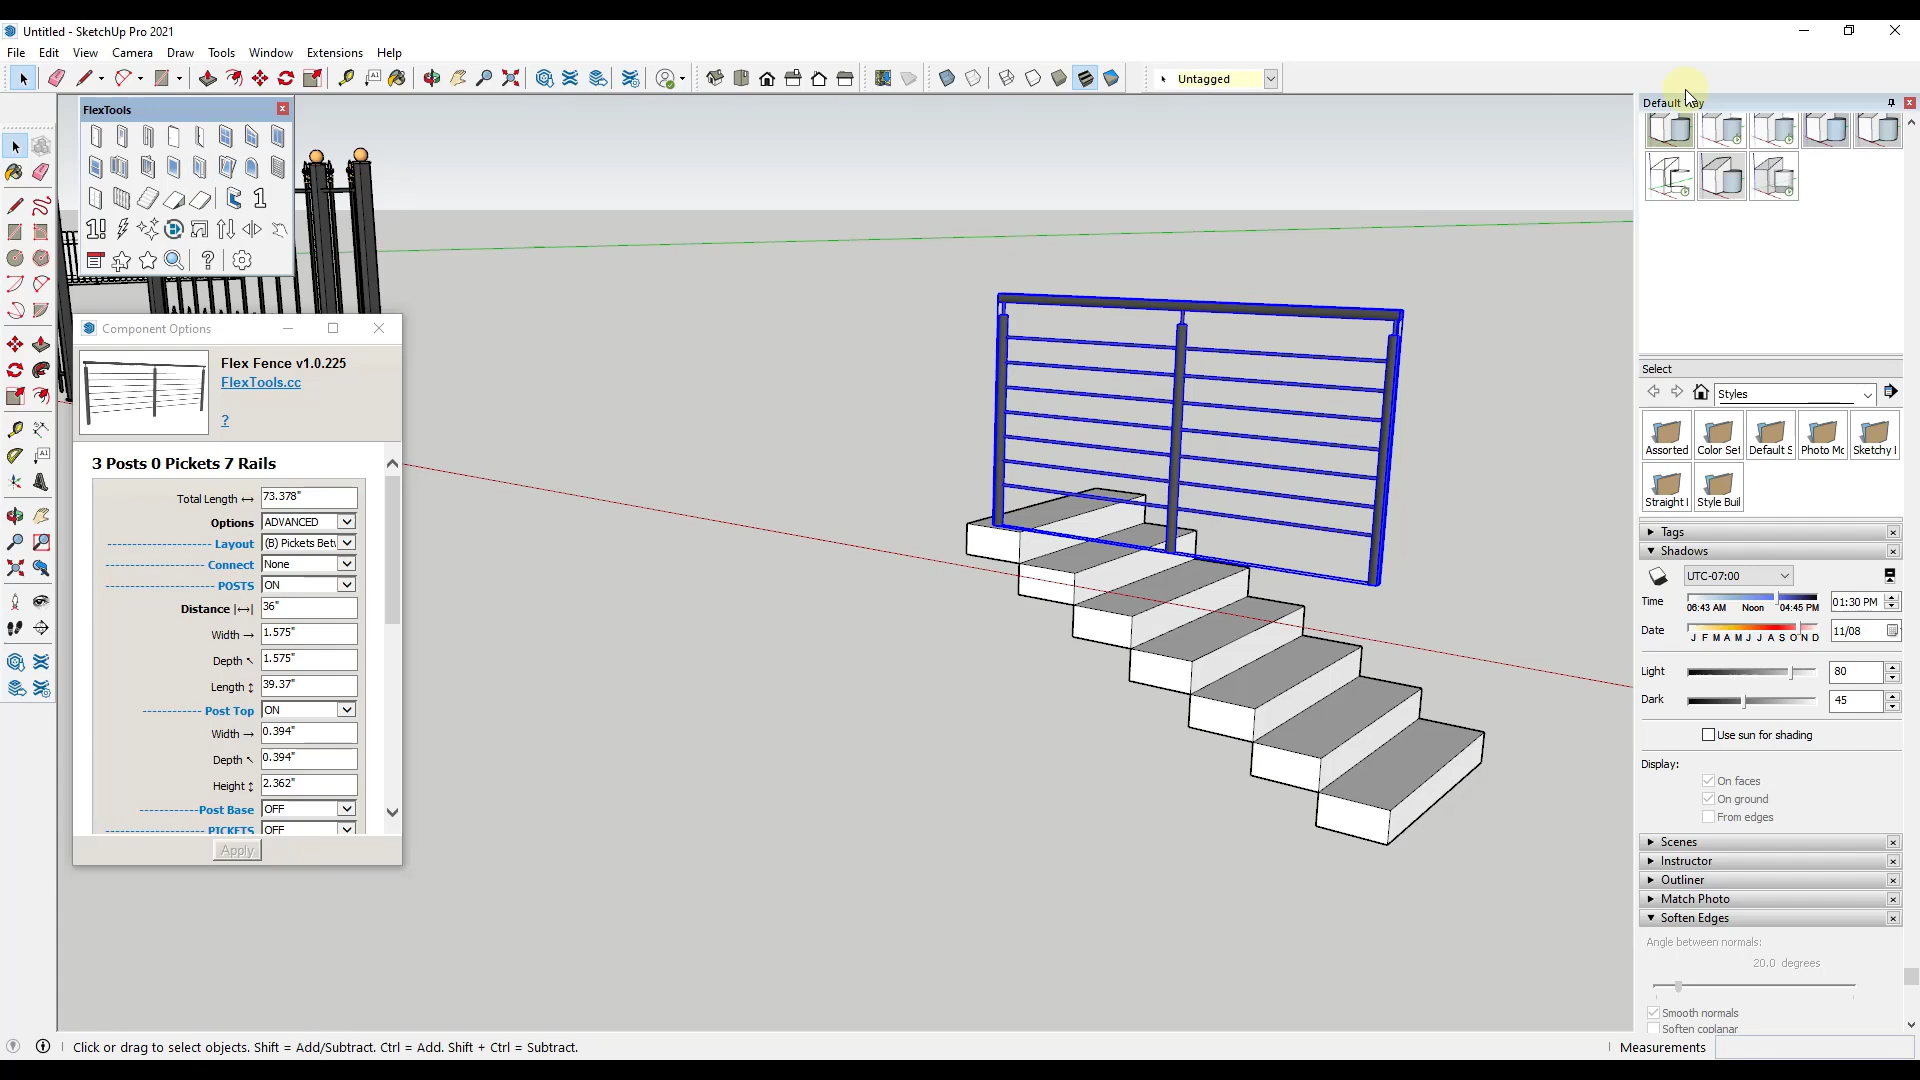 Untitled - SketchUp Pro 2021
File Edit View Camera Draw Tools Window Extensions Help
Untagged
FlexTools
Component Options
Flex Fence v1.0.225
FlexTools.cc
?
3 Posts 0 Pickets 7 Rails
Total Length ↔ 73.378"
Options ADVANCED
-------------------- Layout (B) Pickets Bet
-------------------- Connect None
-------------------- POSTS ON
Distance |↔| 36"
Width → 1.575"
Depth ↖ 1.575"
Length ↕ 39.37"
------------ Post Top ON
Width → 0.394"
Depth ↖ 0.394"
Height ↕ 2.362"
------------Post Base OFF
-------------------- PICKETS OFF
Apply
Default
Select
Styles
Assorted Color Set Default S Photo Mc Sketchy I
Straight I Style Buil
Tags
Shadows
UTC-07:00
Time 06:43 AM Noon 04:45 PM 01:30 PM
Date J F M A M J J A S O N D 11/08
Light 80
Dark 45
Use sun for shading
Display:
On faces
On ground
From edges
Scenes
Instructor
Outliner
Match Photo
Soften Edges
Angle between normals:
20.0 degrees
Smooth normals
Soften coplanar
Click or drag to select objects. Shift = Add/Subtract. Ctrl = Add. Shift + Ctrl = Subtract.
Measurements